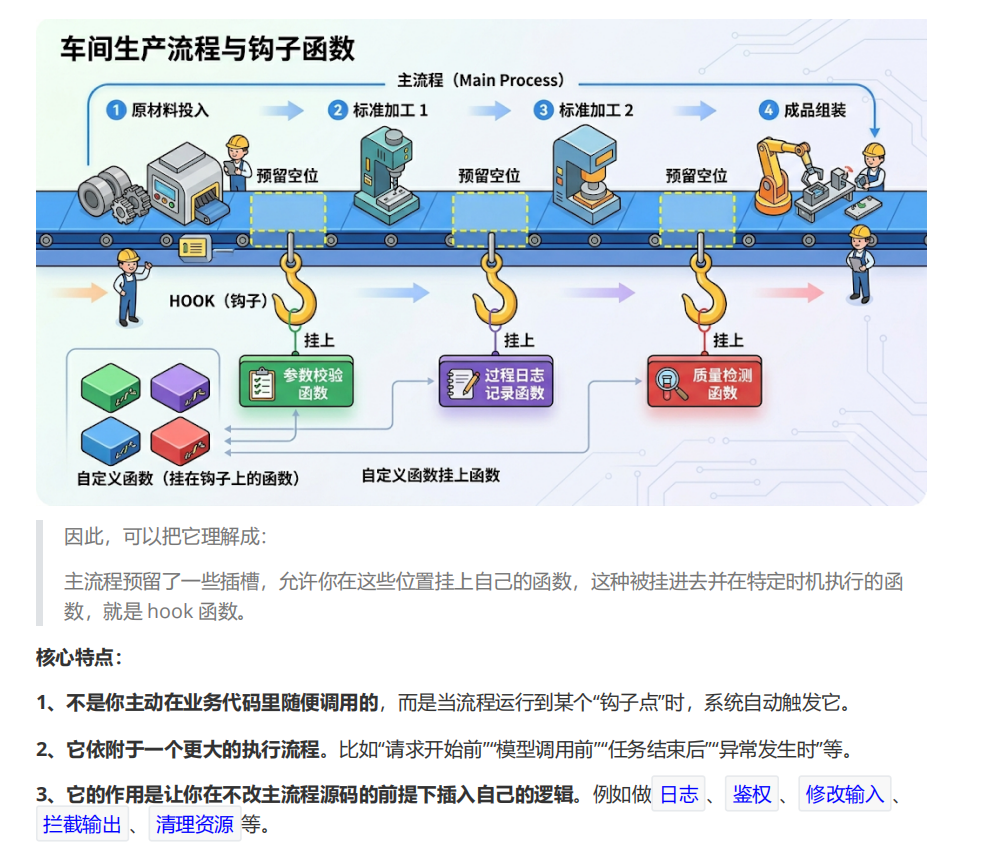 车间生产流程与钩子函数
主流程（Main Process）
1 原材料投入
2 标准加工 1
3 标准加工 2
4 成品组装
预留空位
预留空位
预留空位
HOOK（钩子）
挂上
挂上
挂上
参数校验
函数
过程日志
记录函数
质量检测
函数
自定义函数（挂在钩子上的函数）
自定义函数挂上函数
因此，可以把它理解成：
主流程预留了一些插槽，允许你在这些位置挂上自己的函数，这种被挂进去并在特定时机执行的函
数，就是 hook 函数。
核心特点：
1、不是你主动在业务代码里随便调用的，而是当流程运行到某个“钩子点”时，系统自动触发它。
2、它依附于一个更大的执行流程。比如“请求开始前”“模型调用前”“任务结束后”“异常发生时”等。
3、它的作用是让你在不改主流程源码的前提下插入自己的逻辑。例如做 日志 、 鉴权 、 修改输入 、
拦截输出 、 清理资源 等。